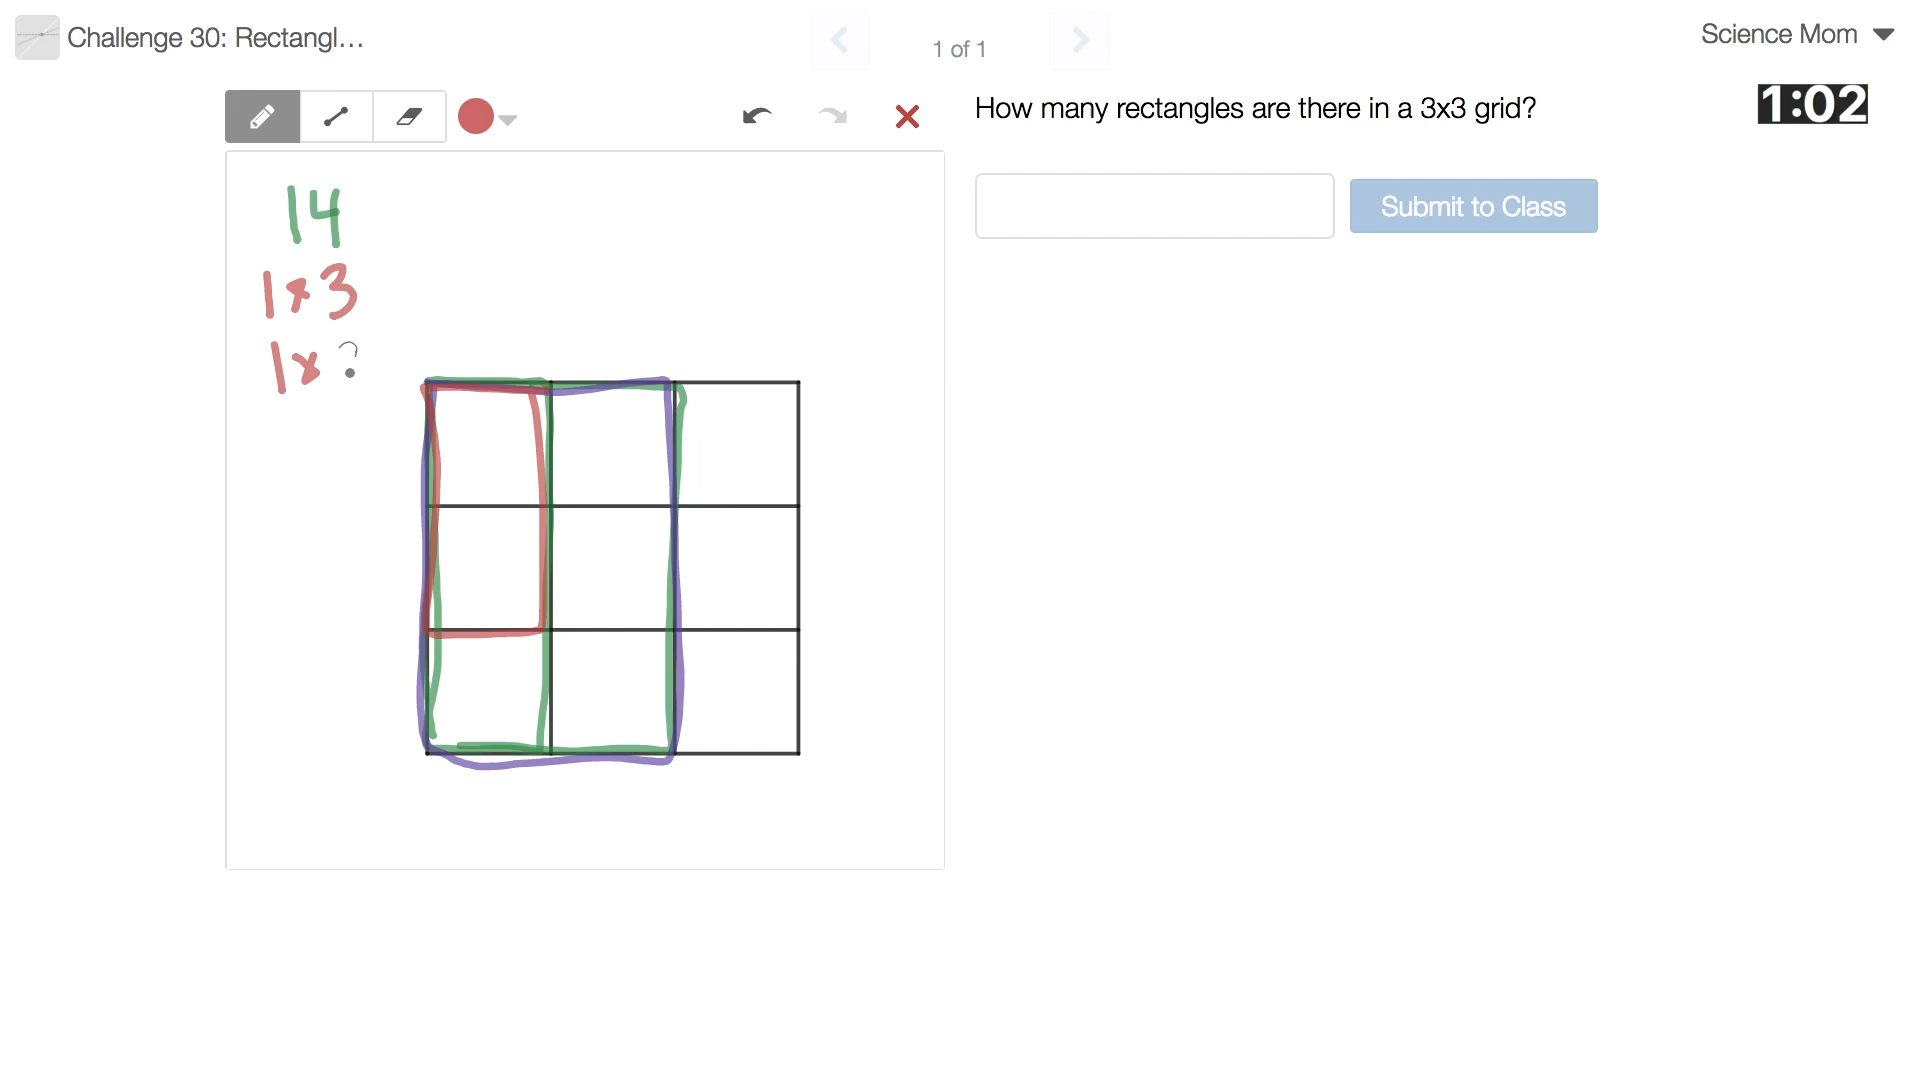 Challenge 30: Rectangl...
1 of 1
Science Mom
How many rectangles are there in a 3x3 grid?
1:02
Submit to Class
14
1x3
1x